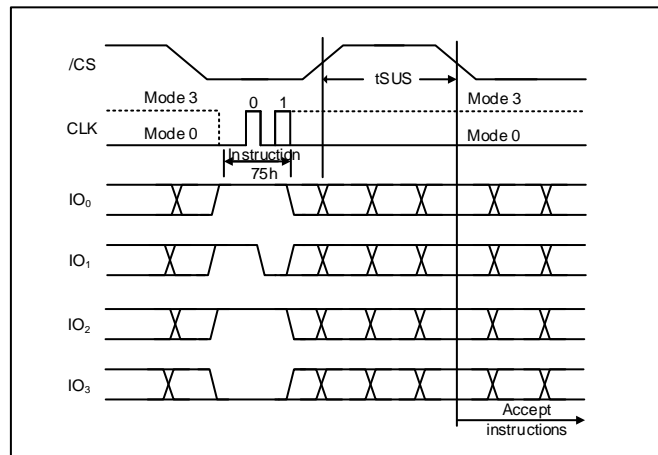 /CS
tSUS
Mode 3
0 1
Mode 3
CLK
Mode 0
Mode 0
Instruction
75h
IO₀
IO₁
IO₂
IO₃
Accept
instructions